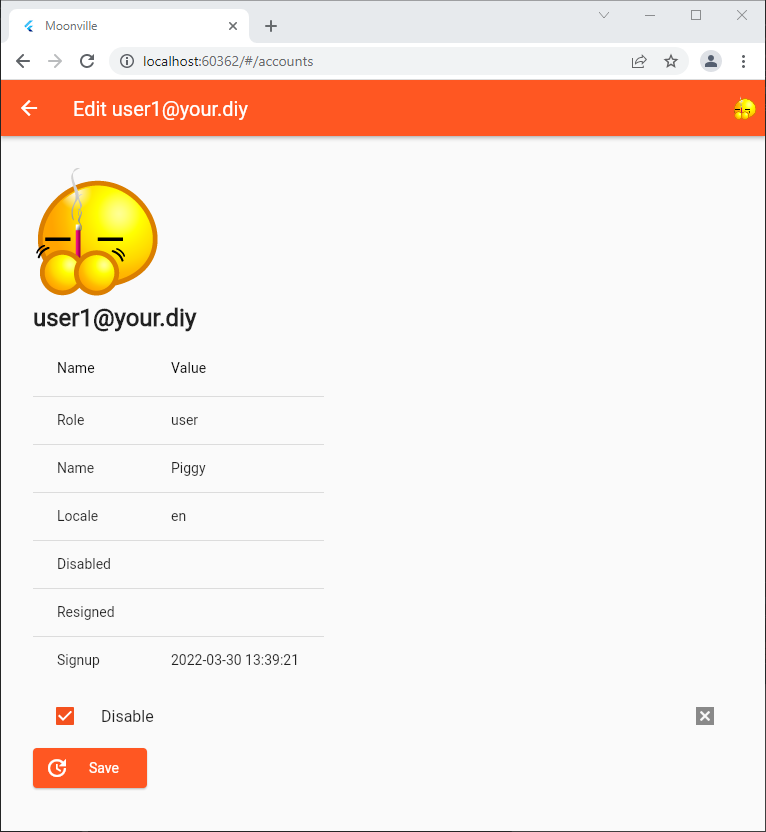 Moonville
localhost:60362/#/accounts
Edit user1@your.diy
user1@your.diy
Name Value
Role user
Name Piggy
Locale en
Disabled
Resigned
Signup 2022-03-30 13:39:21
Disable
Save